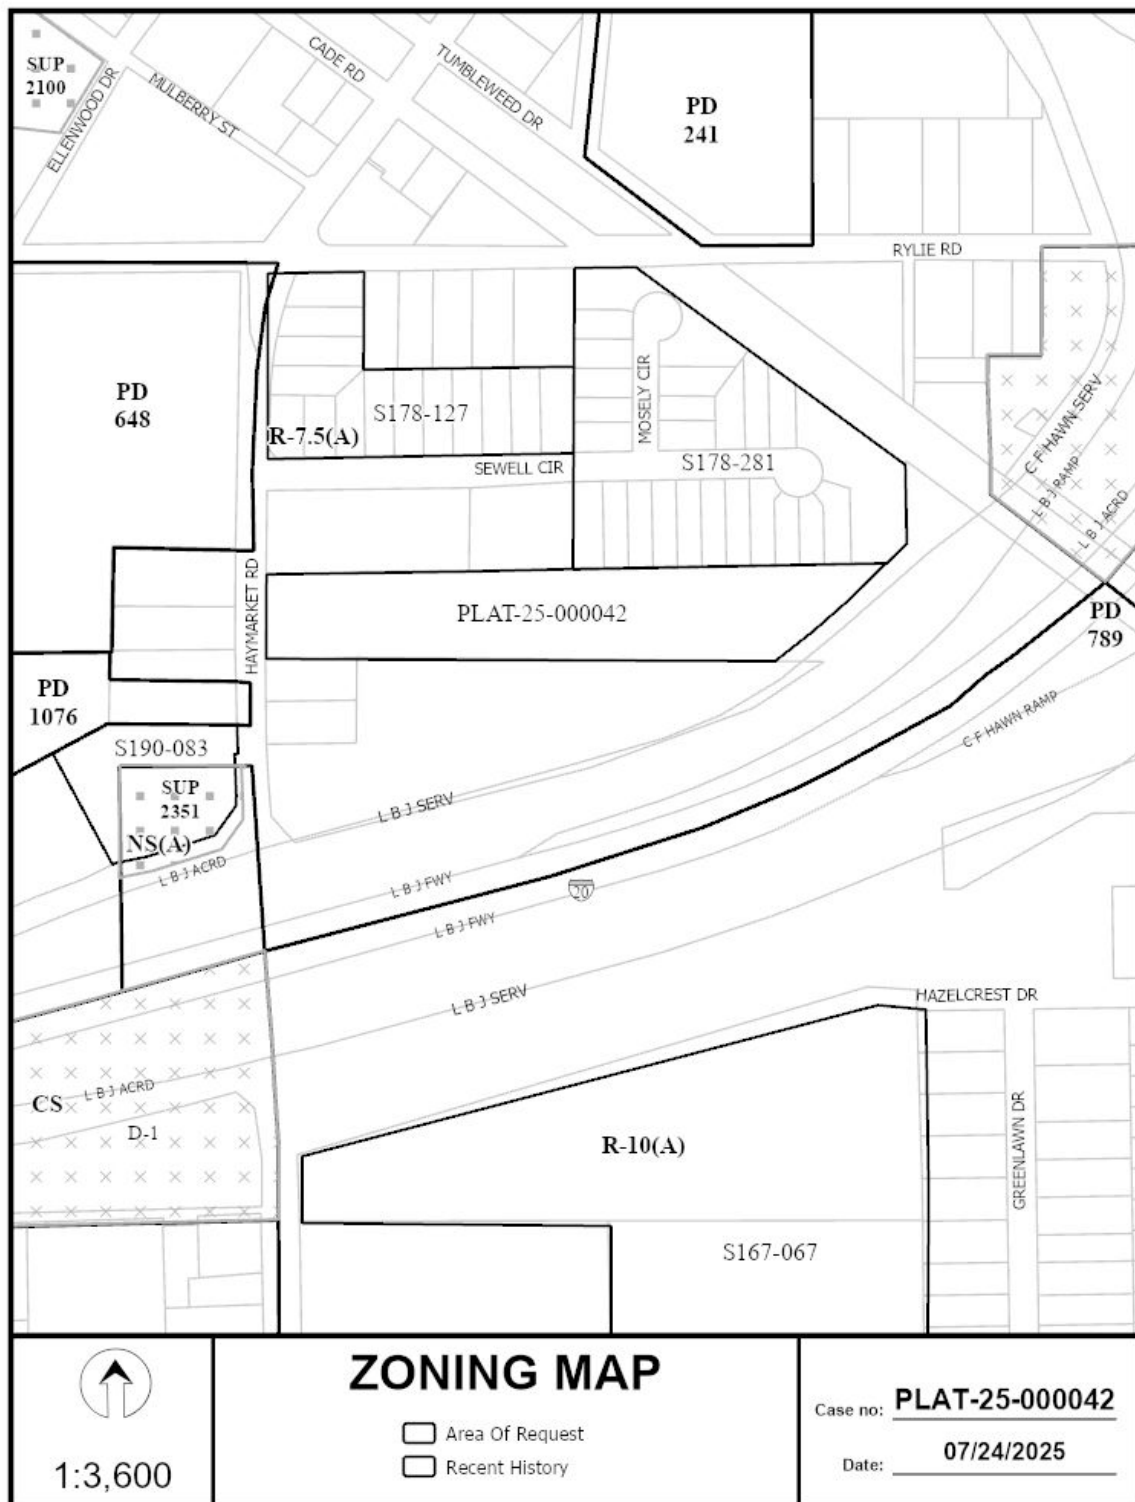 SUP
2100
ELLENWOOD DR
MULBERRY ST
CADE RD
TUMBLEWEED DR
PD
241
RYLIE RD
PD
648
R-7.5(A)
S178-127
SEWELL CIR
MOSELY CIR
S178-281
C F HAWN SERV
L B J RAMP
L B J ACRD
HAYMARKET RD
PLAT-25-000042
PD
789
PD
1076
S190-083
SUP
2351
NS(A)
L B J ACRD
L B J SERV
C F HAWN RAMP
L B J FWY
20
L B J FWY
L B J SERV
HAZELCREST DR
CS
L B J ACRD
D-1
R-10(A)
GREENLAWN DR
S167-067
1:3,600
ZONING MAP
Area Of Request
Recent History
Case no: PLAT-25-000042
Date: 07/24/2025